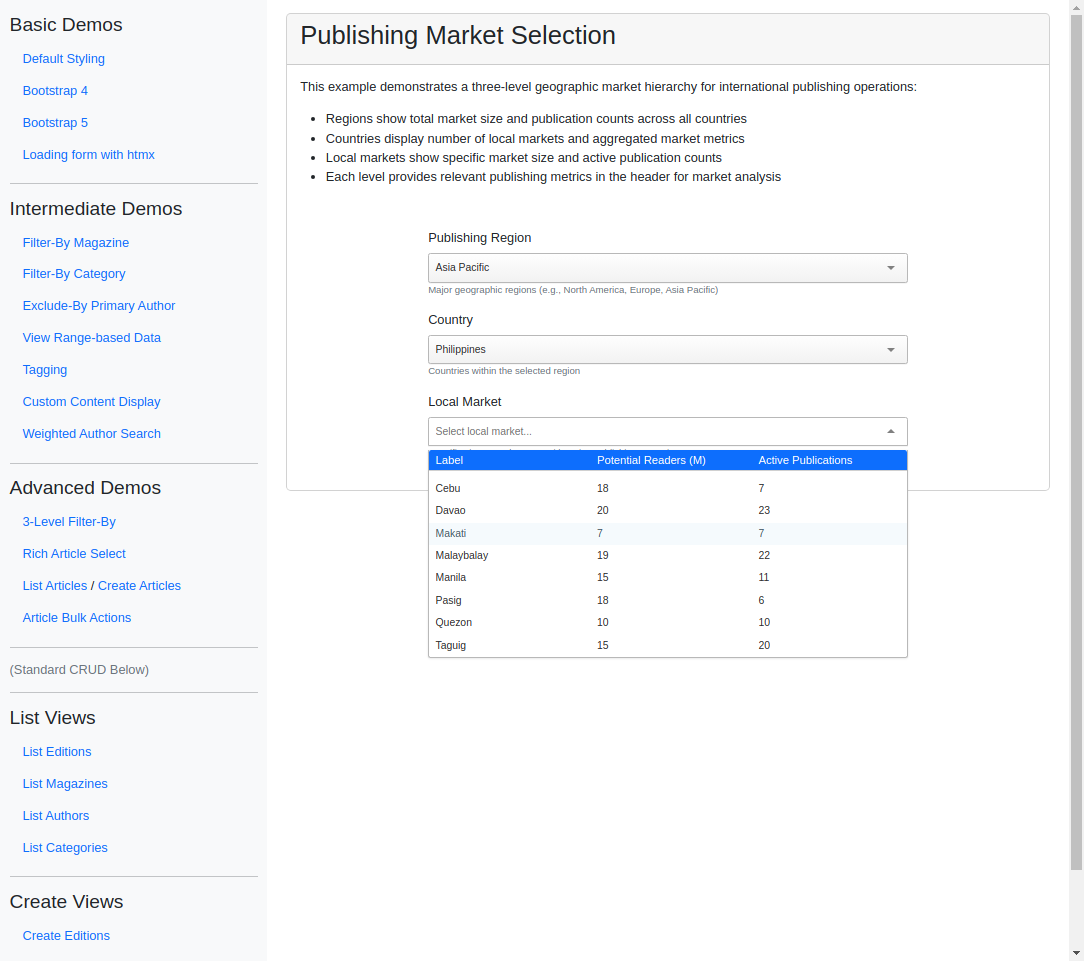 Basic Demos
Default Styling
Bootstrap 4
Bootstrap 5
Loading form with htmx
Intermediate Demos
Filter-By Magazine
Filter-By Category
Exclude-By Primary Author
View Range-based Data
Tagging
Custom Content Display
Weighted Author Search
Advanced Demos
3-Level Filter-By
Rich Article Select
List Articles / Create Articles
Article Bulk Actions
(Standard CRUD Below)
List Views
List Editions
List Magazines
List Authors
List Categories
Create Views
Create Editions
Publishing Market Selection
This example demonstrates a three-level geographic market hierarchy for international publishing operations:
• Regions show total market size and publication counts across all countries
• Countries display number of local markets and aggregated market metrics
• Local markets show specific market size and active publication counts
• Each level provides relevant publishing metrics in the header for market analysis
Publishing Region
Asia Pacific
Major geographic regions (e.g., North America, Europe, Asia Pacific)
Country
Philippines
Countries within the selected region
Local Market
Select local market...
Label Potential Readers (M) Active Publications
Cebu 18 7
Davao 20 23
Makati 7 7
Malaybalay 19 22
Manila 15 11
Pasig 18 6
Quezon 10 10
Taguig 15 20